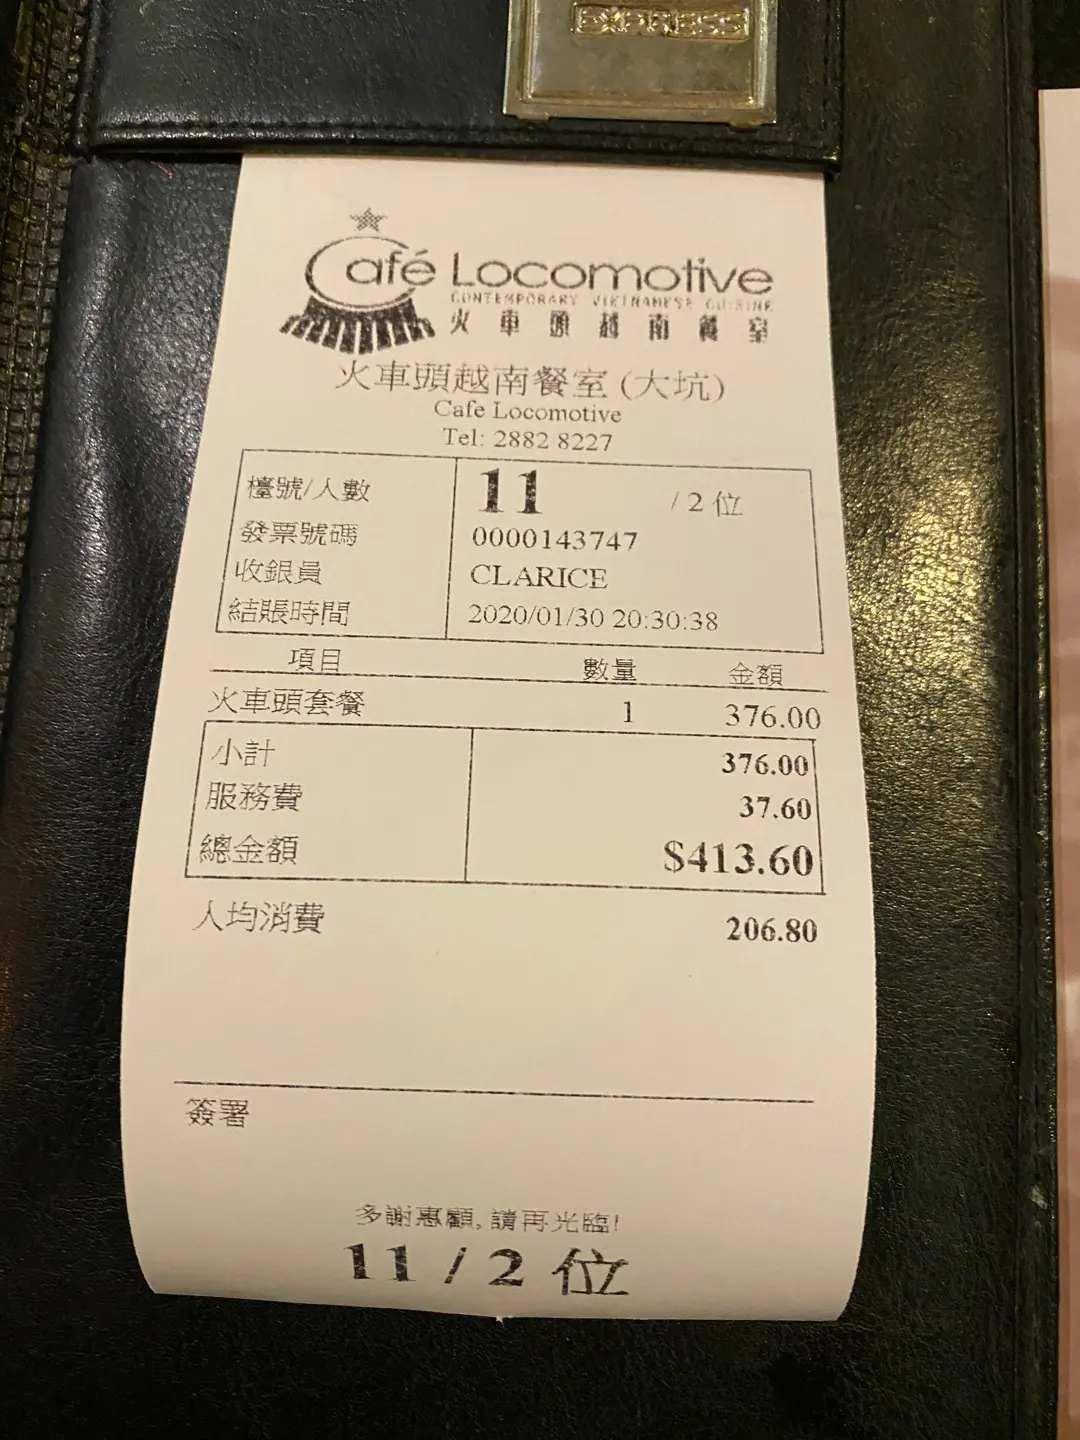 EXPRESS
Café Locomotive
CONTEMPORARY VIETNAMESE CUISINE
火車頭越南餐室
火車頭越南餐室 (大坑)
Cafe Locomotive
Tel: 2882 8227
檯號/人數 11 / 2 位
發票號碼 0000143747
收銀員 CLARICE
結賬時間 2020/01/30 20:30:38
項目 數量 金額
火車頭套餐 1 376.00
小計 376.00
服務費 37.60
總金額 $413.60
人均消費 206.80
簽署
多謝惠顧, 請再光臨!
11 / 2 位